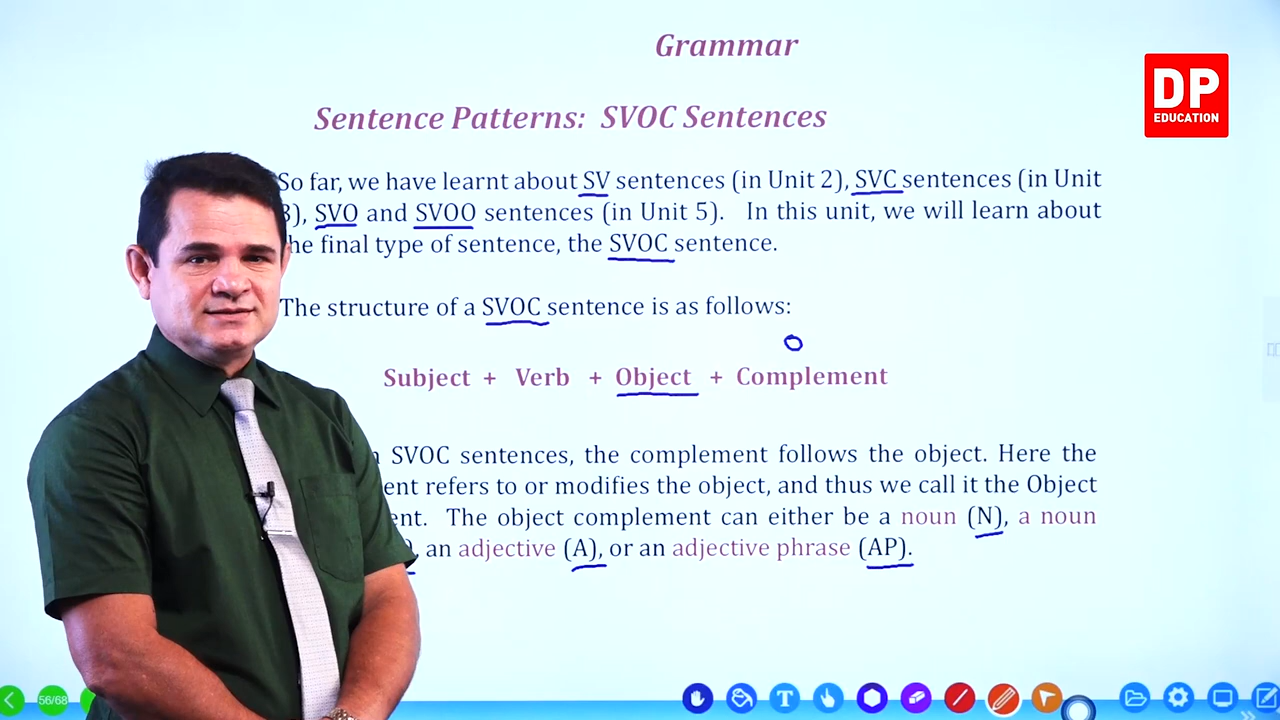 Grammar
DP
EDUCATION
Sentence Patterns: SVOC Sentences
So far, we have learnt about SV sentences (in Unit 2), SVC sentences (in Unit
3), SVO and SVOO sentences (in Unit 5). In this unit, we will learn about
the final type of sentence, the SVOC sentence.
The structure of a SVOC sentence is as follows:
Subject + Verb + Object + Complement
SVOC sentences, the complement follows the object. Here the
refers to or modifies the object, and thus we call it the Object
The object complement can either be a noun (N), a noun
an adjective (A), or an adjective phrase (AP).
56/68